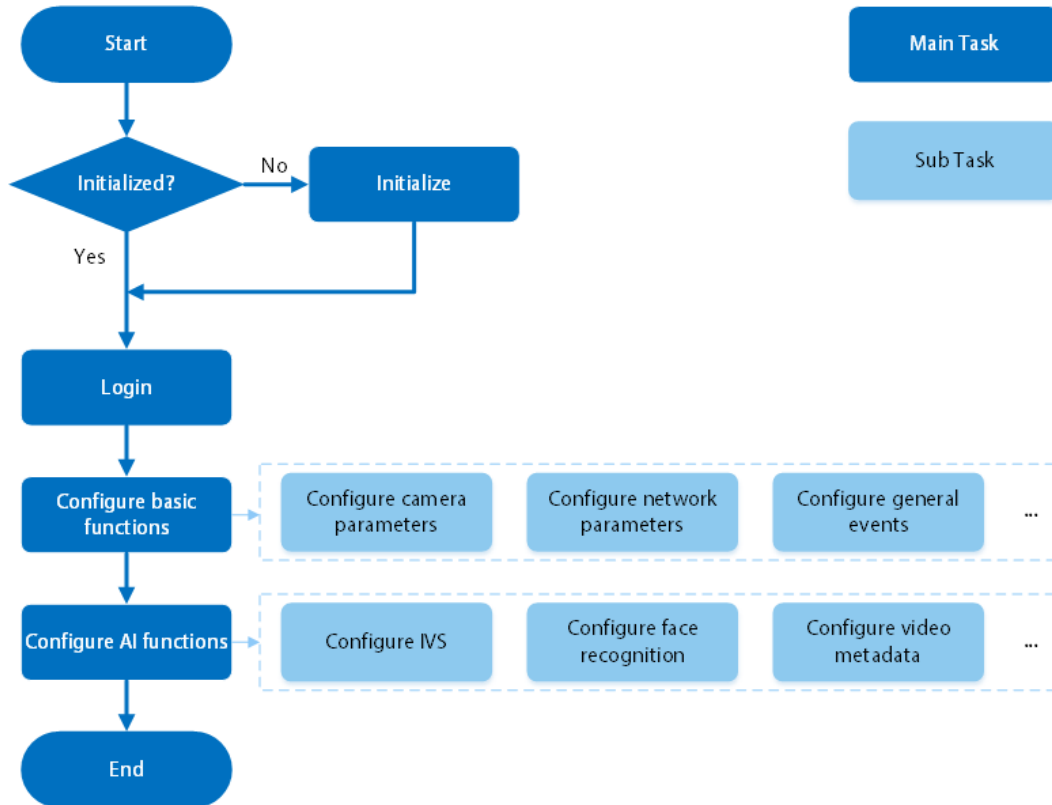 Start
Main Task
Sub Task
Initialized?
No
Initialize
Yes
Login
Configure basic
functions
Configure camera
parameters
Configure network
parameters
Configure general
events
...
Configure AI functions
Configure IVS
Configure face
recognition
Configure video
metadata
...
End